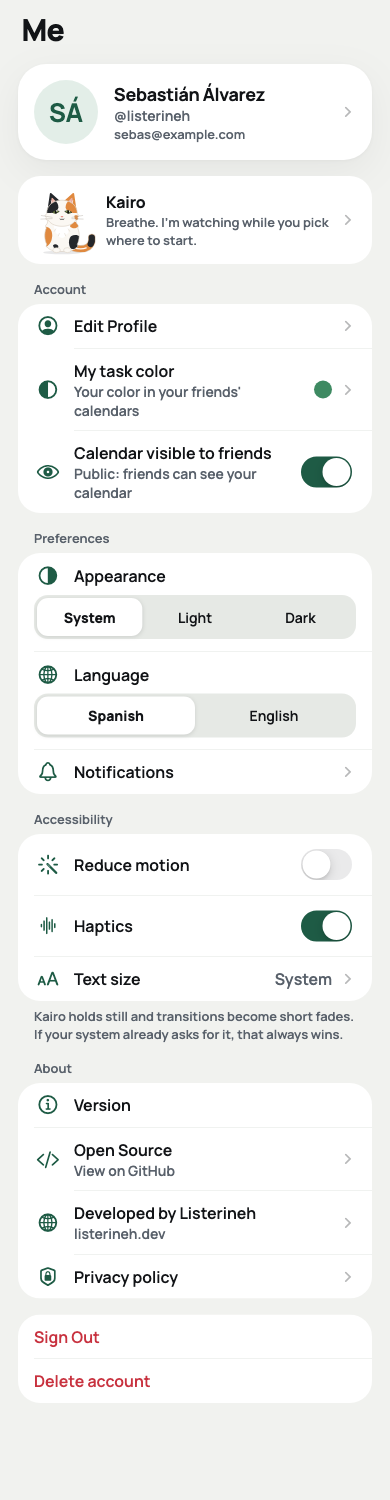 Me
SÁ
Sebastián Álvarez
@listerineh
sebas@example.com
Kairo
Breathe. I'm watching while you pick
where to start.
Account
Edit Profile
My task color
Your color in your friends'
calendars
Calendar visible to friends
Public: friends can see your
calendar
Preferences
Appearance
System
Light
Dark
Language
Spanish
English
Notifications
Accessibility
Reduce motion
Haptics
AA
Text size
System
Kairo holds still and transitions become short fades.
If your system already asks for it, that always wins.
About
Version
Open Source
View on GitHub
Developed by Listerineh
listerineh.dev
Privacy policy
Sign Out
Delete account